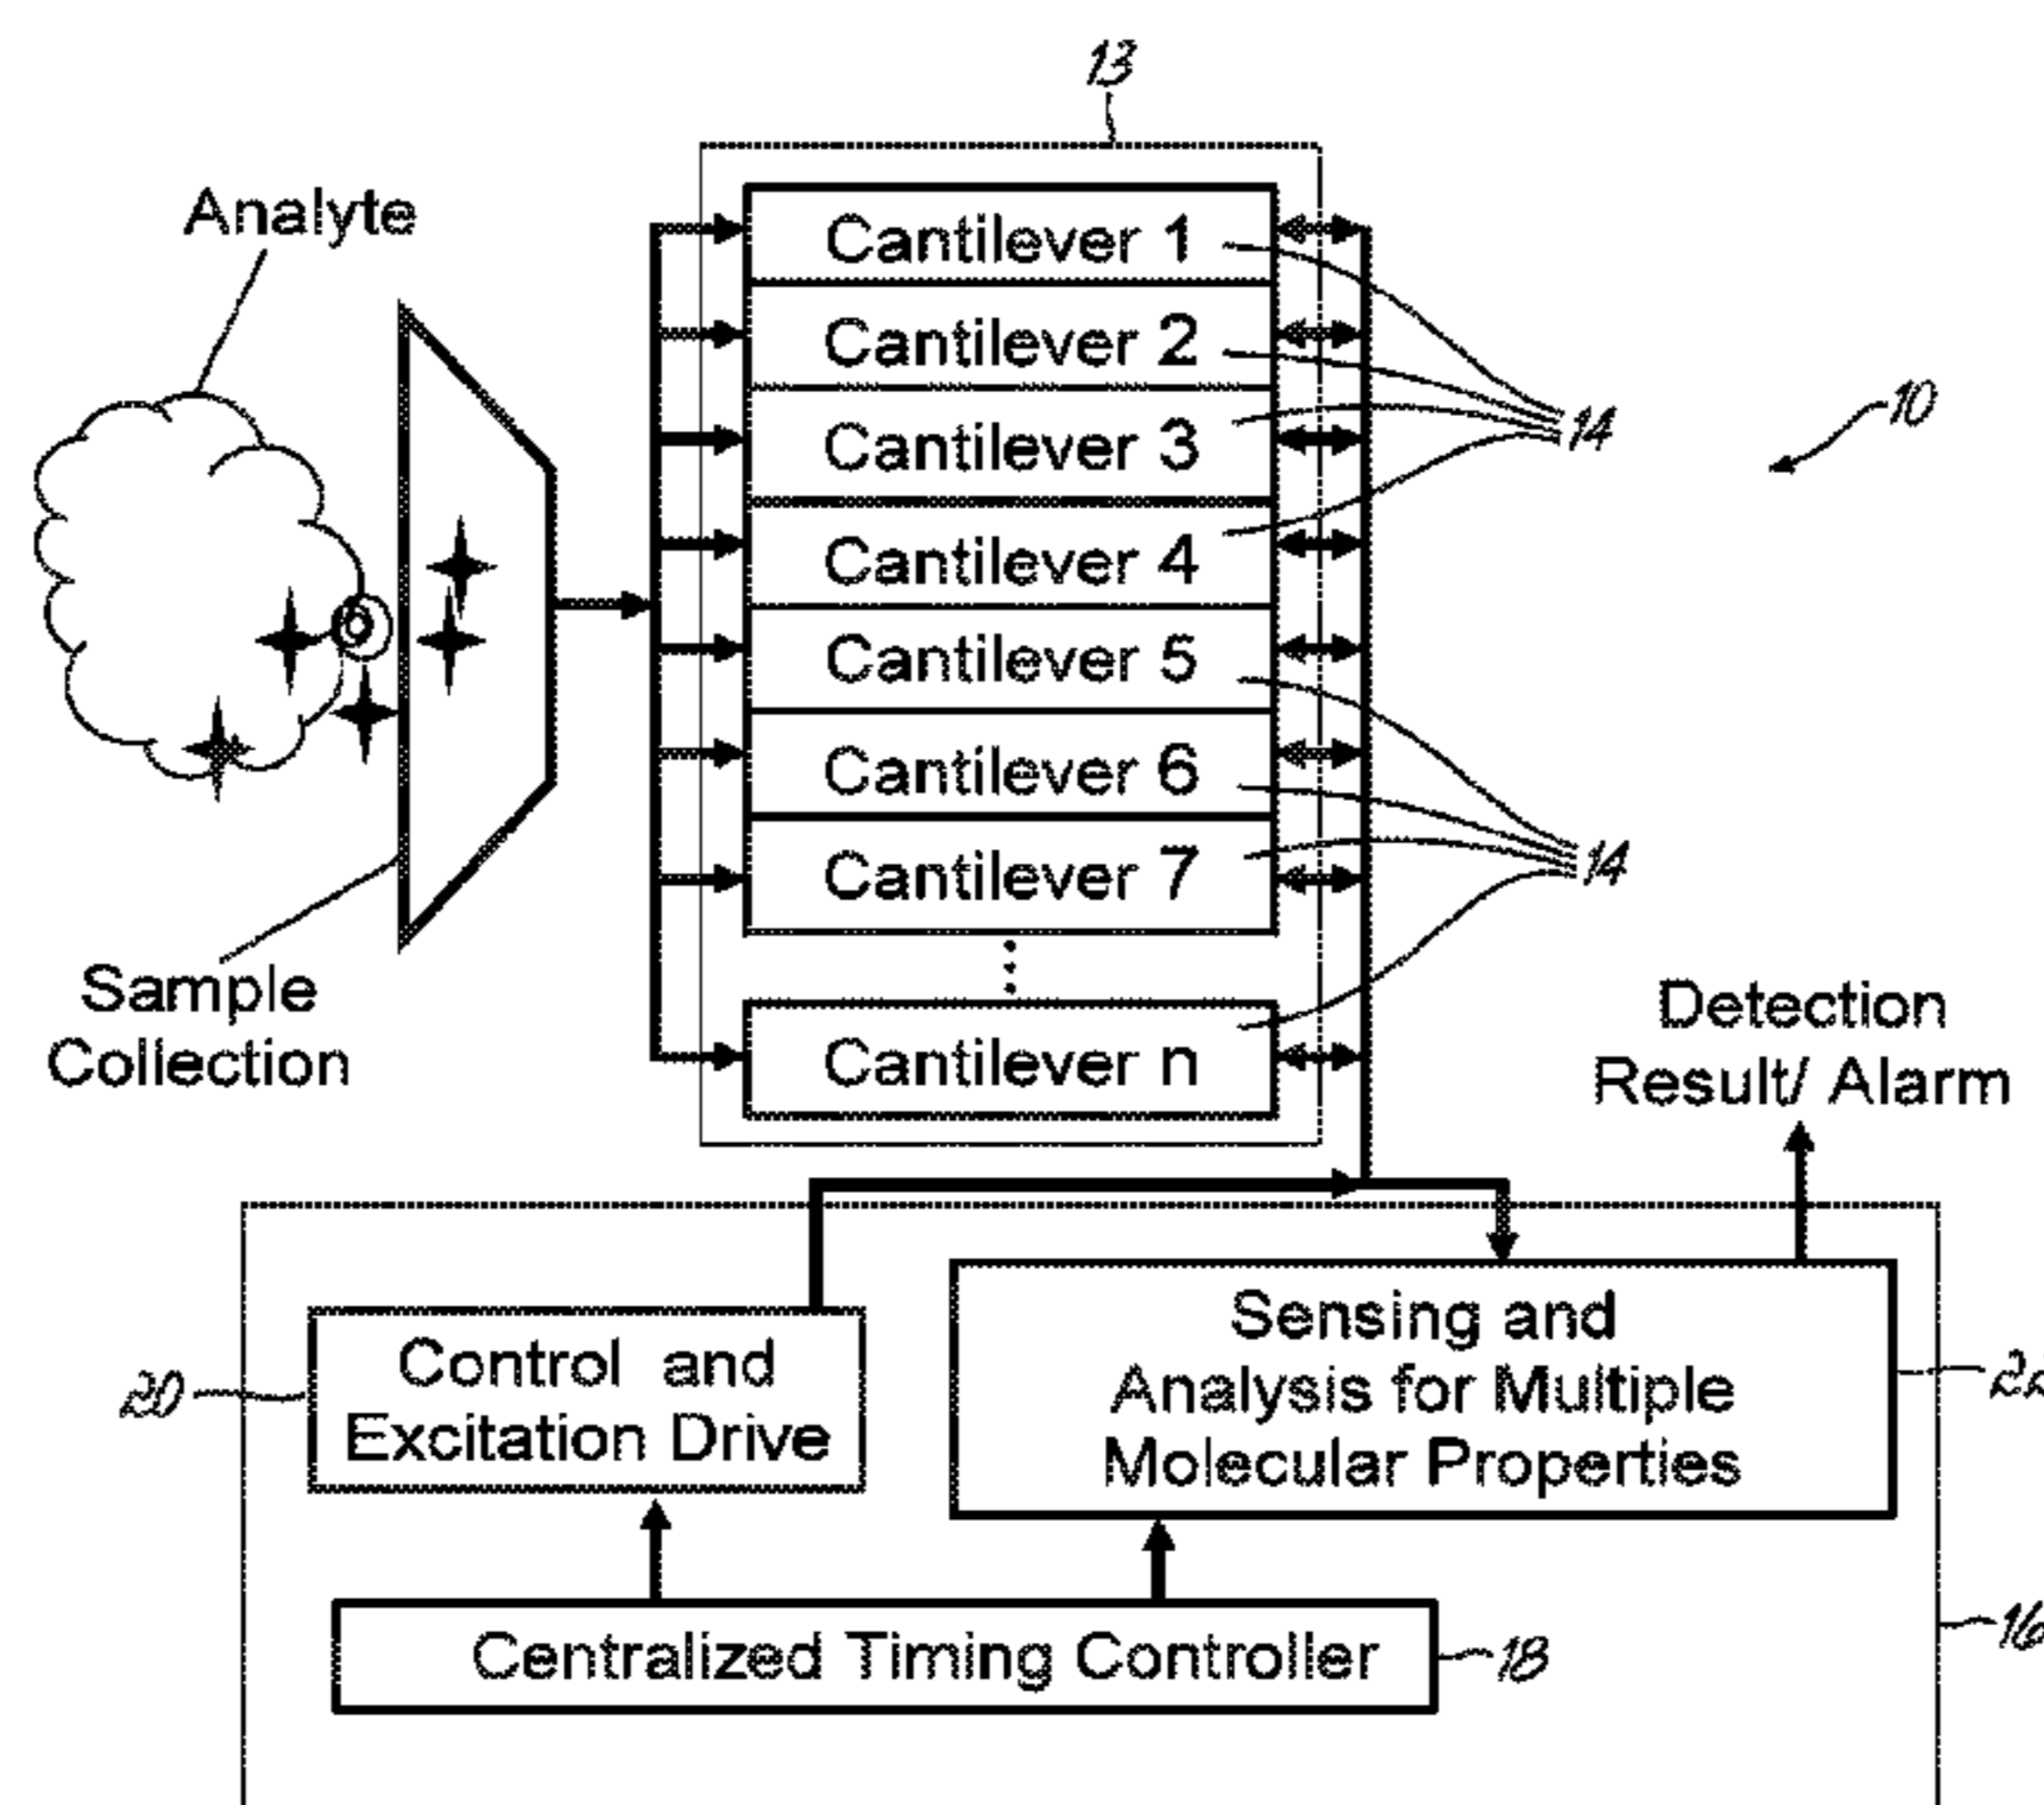 13
Analyte
Cantilever 1
Cantilever 2
10
14
Cantilever 3
Cantilever 4
Cantilever 5
Cantilever 6
14
Cantilever 7
Sample
Collection
Detection
Result/ Alarm
Cantilever n
Sensing and
Analysis for Multiple
Molecular Properties
22
Control and
Excitation Drive
20
16
Centralized Timing Controller
18